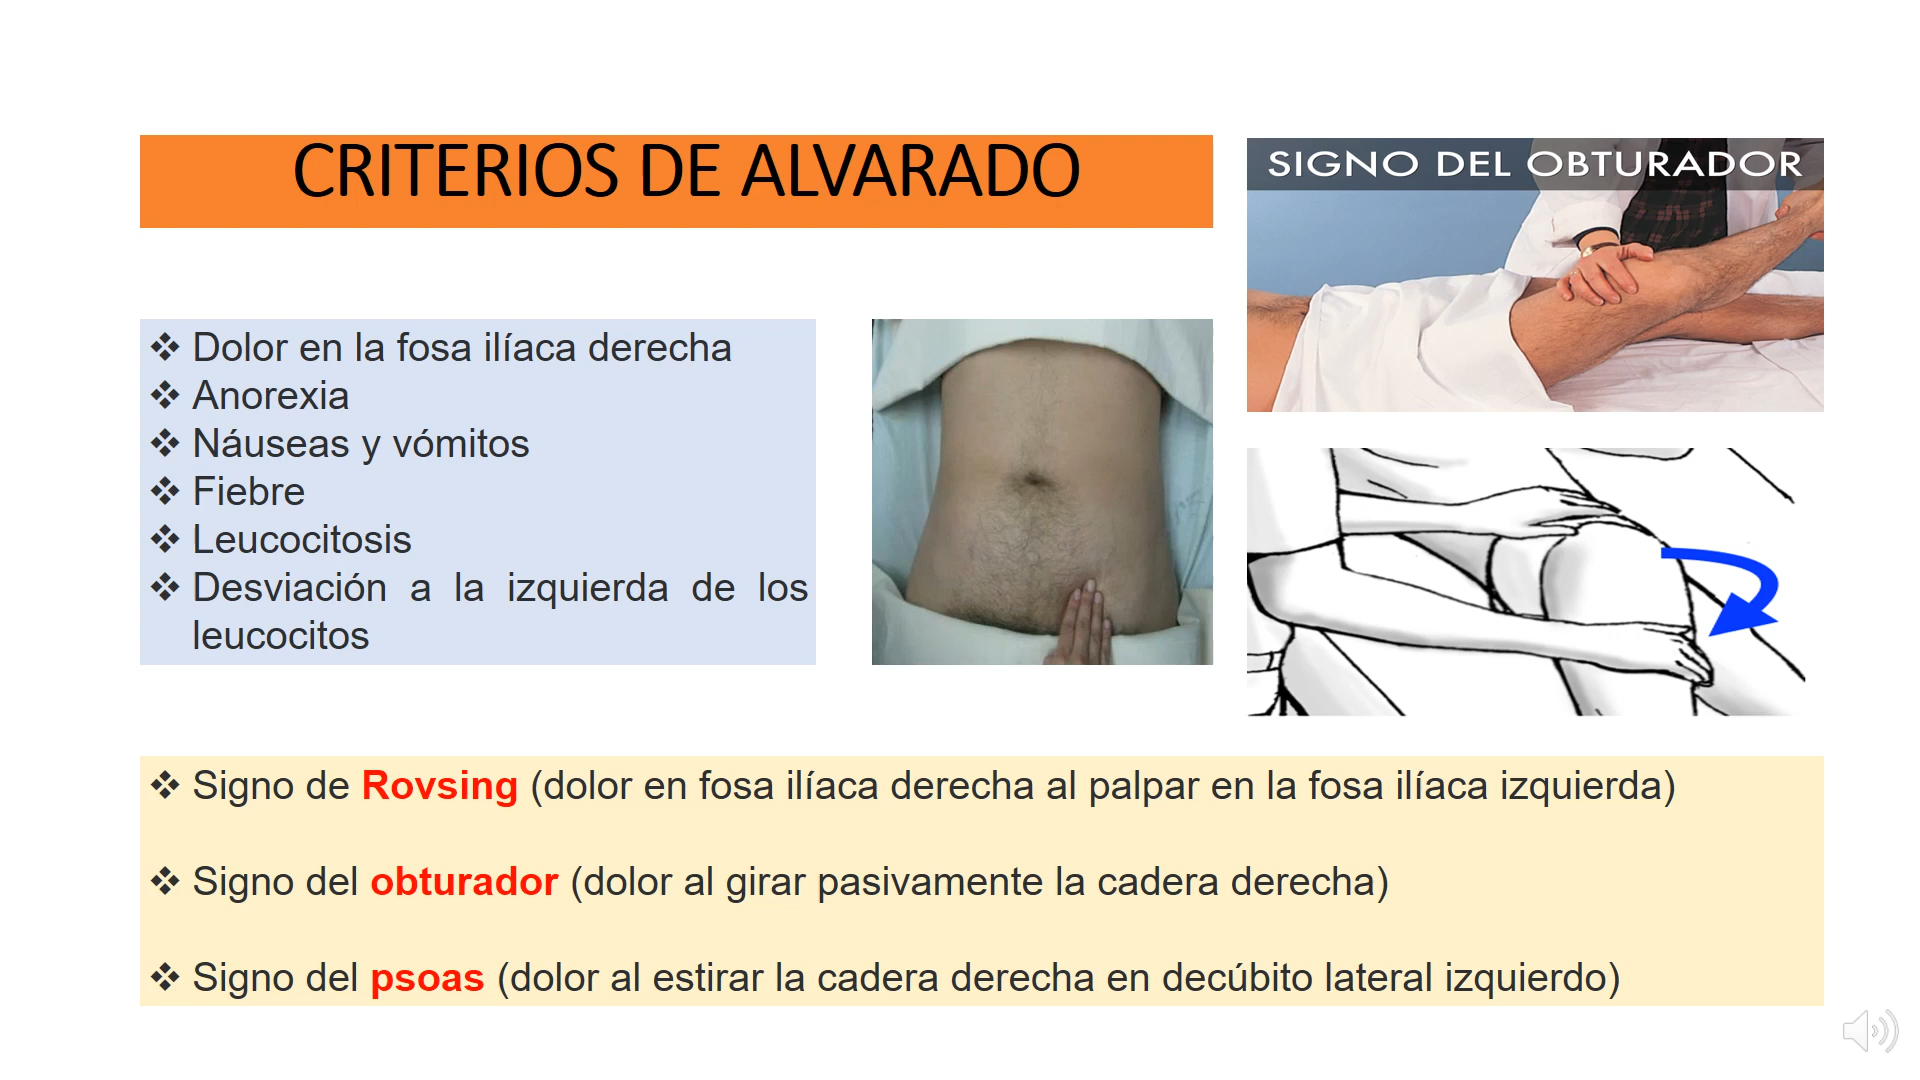 CRITERIOS DE ALVARADO
SIGNO DEL OBTURADOR
❖ Dolor en la fosa ilíaca derecha
❖ Anorexia
❖ Náuseas y vómitos
❖ Fiebre
❖ Leucocitosis
❖ Desviación a la izquierda de los
leucocitos
❖ Signo de Rovsing (dolor en fosa ilíaca derecha al palpar en la fosa ilíaca izquierda)
❖ Signo del obturador (dolor al girar pasivamente la cadera derecha)
❖ Signo del psoas (dolor al estirar la cadera derecha en decúbito lateral izquierdo)